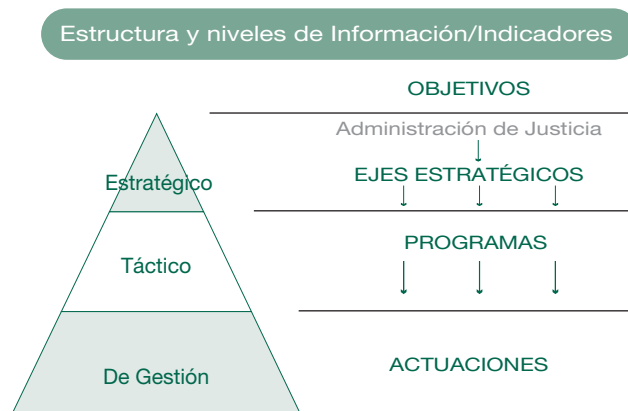 Estructura y niveles de Información/Indicadores
OBJETIVOS
Administración de Justicia
Estratégico
EJES ESTRATÉGICOS
PROGRAMAS
Táctico
De Gestión
ACTUACIONES